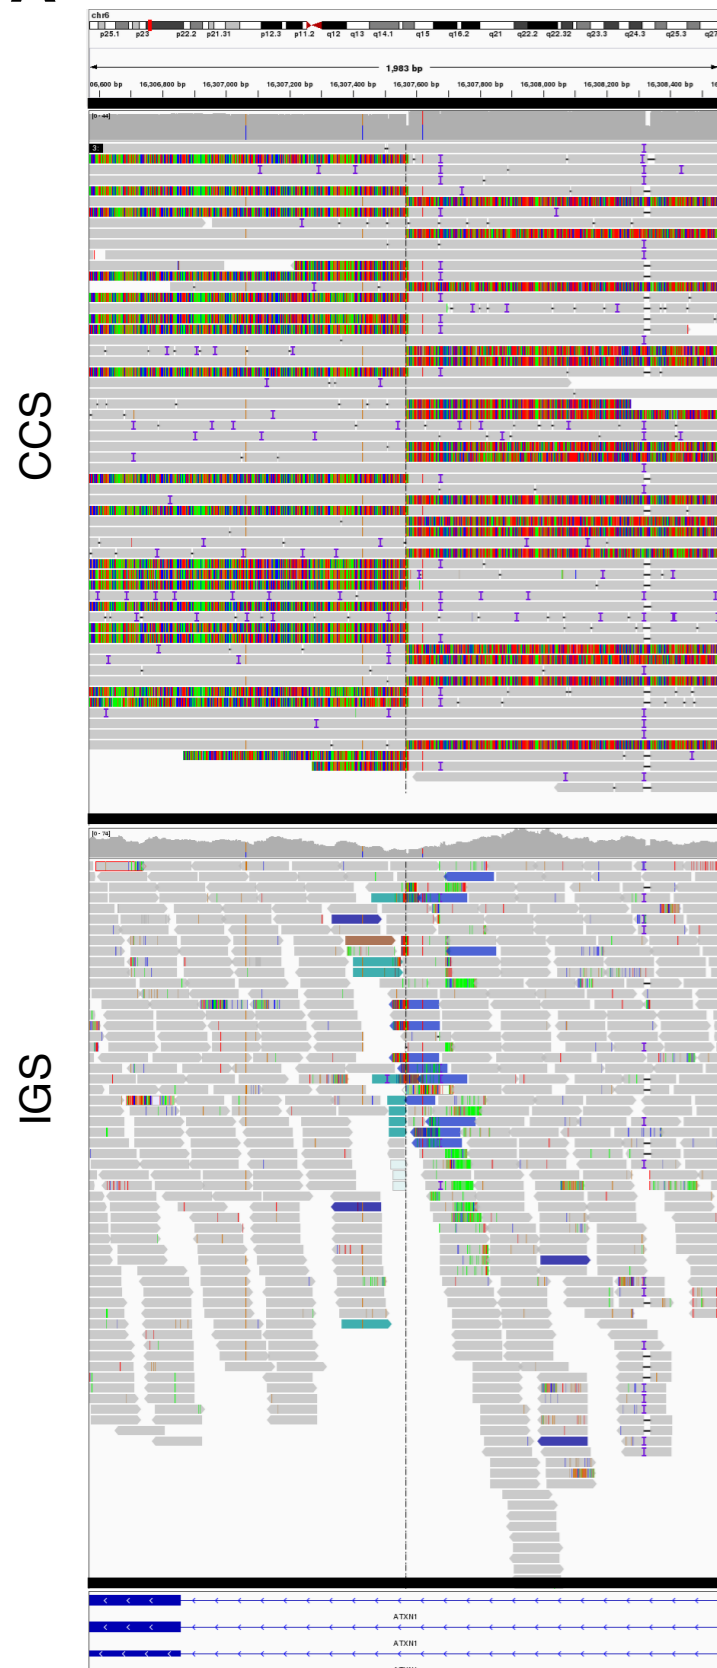 chr6
p25.1 p23 p22.2 p21.31 p12.3 p11.2 q12 q13 q14.1 q15 q16.2 q21 q22.2 q22.32 q23.3 q24.3 q25.3 q27
1,983 bp
16,306,800 bp 16,307,000 bp 16,307,200 bp 16,307,400 bp 16,307,600 bp 16,307,800 bp 16,308,000 bp 16,308,200 bp 16,308,400 bp
[0 - 44]
CCS
[0 - 74]
IGS
ATXN1
ATXN1